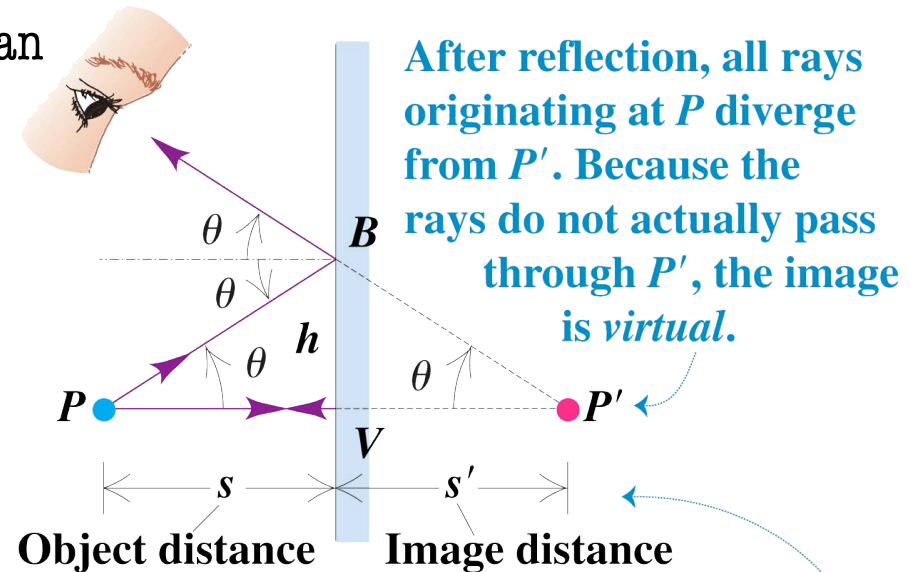 an
After reflection, all rays
originating at P diverge
from P′. Because the
rays do not actually pass
through P′, the image
is virtual.
θ
B
θ
h
θ
θ
P
P′
V
s
s′
Object distance
Image distance